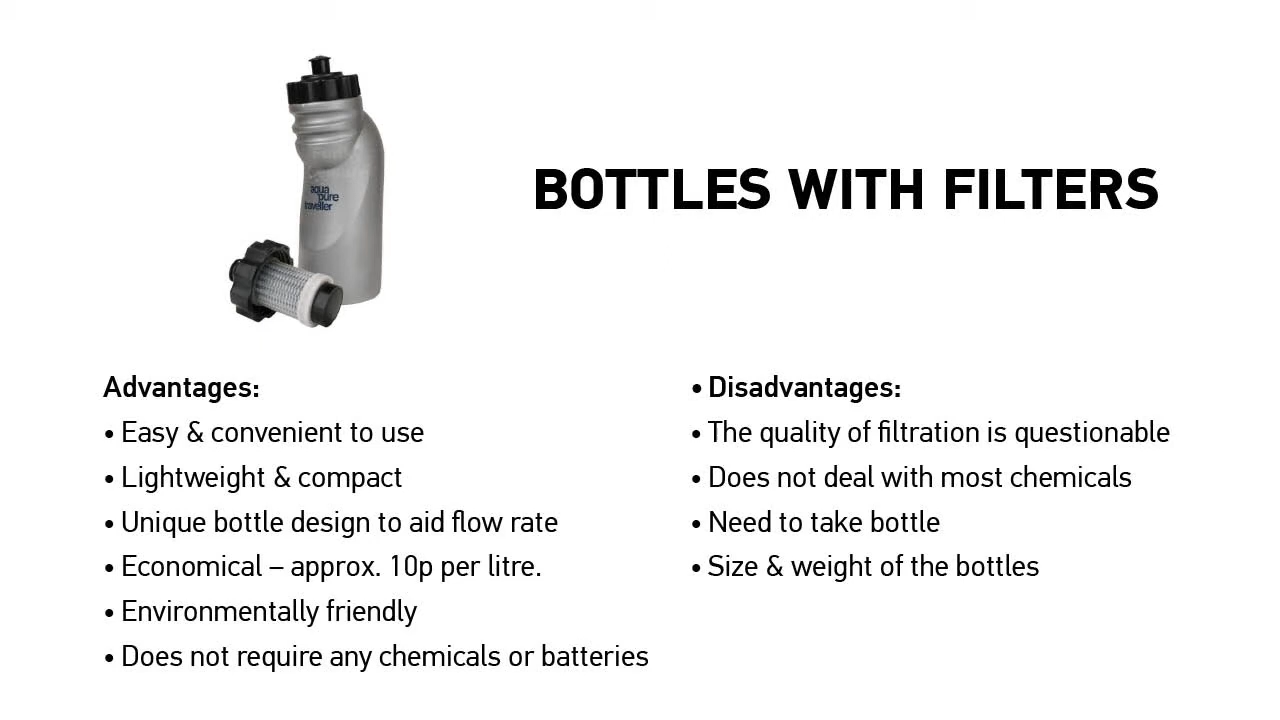 aqua
pure
traveller
BOTTLES WITH FILTERS
Advantages:
• Easy & convenient to use
• Lightweight & compact
• Unique bottle design to aid flow rate
• Economical – approx. 10p per litre.
• Environmentally friendly
• Does not require any chemicals or batteries
• Disadvantages:
• The quality of filtration is questionable
• Does not deal with most chemicals
• Need to take bottle
• Size & weight of the bottles